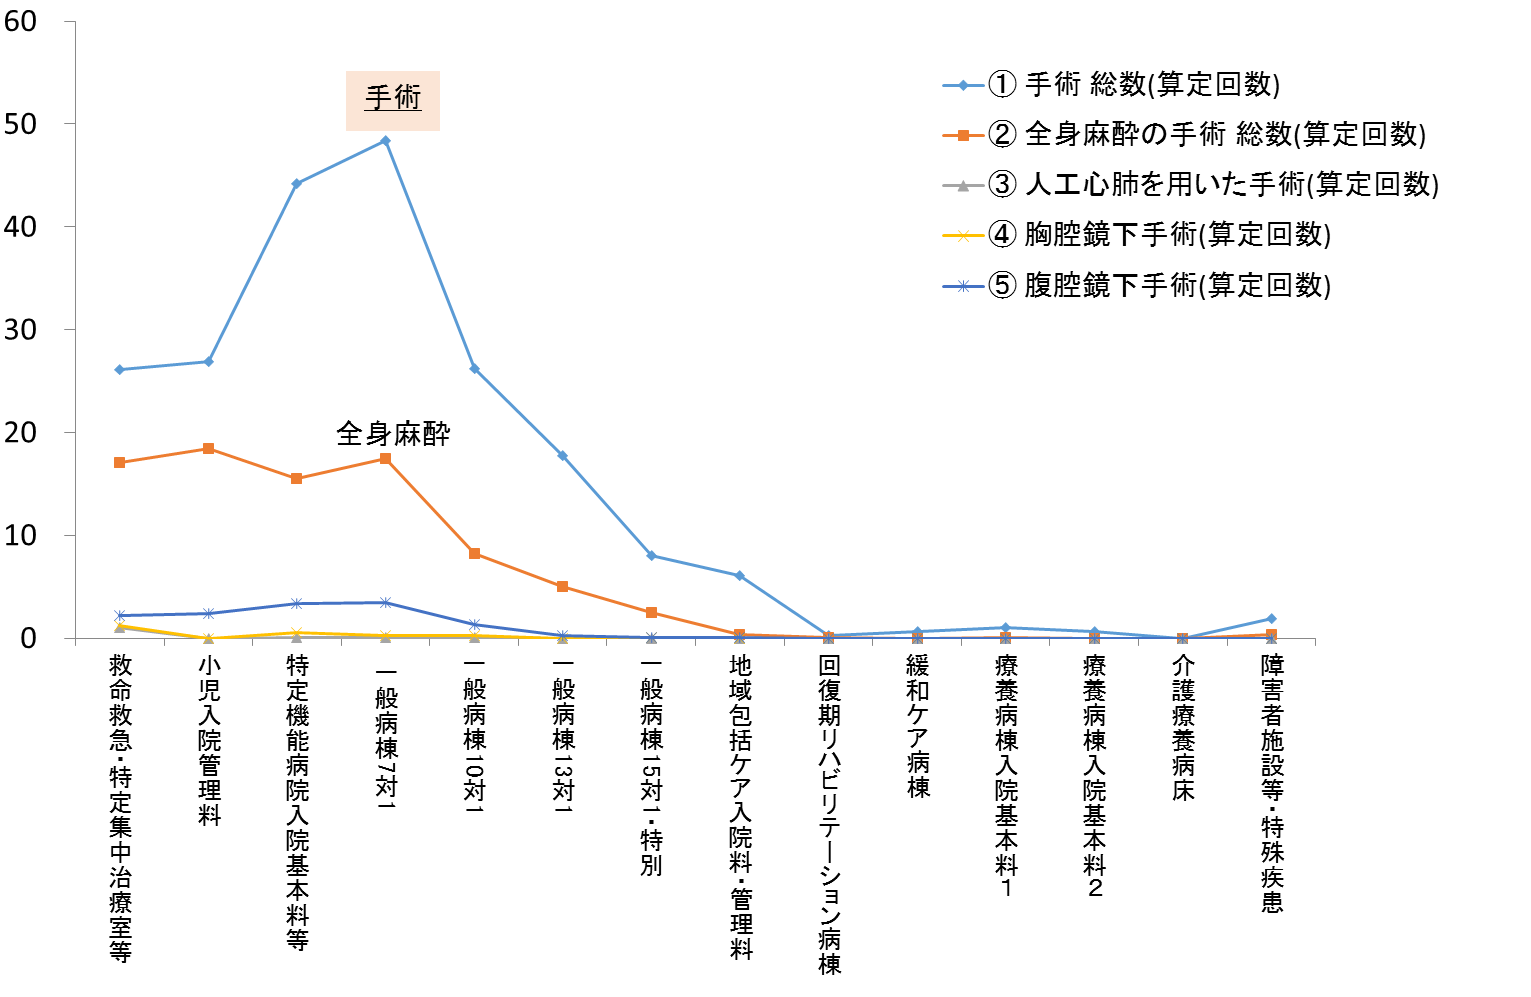 60
50
40
30
20
10
0
手術
全身麻酔
① 手術 総数(算定回数)
② 全身麻酔の手術 総数(算定回数)
③ 人工心肺を用いた手術(算定回数)
④ 胸腔鏡下手術(算定回数)
⑤ 腹腔鏡下手術(算定回数)
救命救急・特定集中治療室等
小児入院管理料
特定機能病院入院基本料等
一般病棟7対1
一般病棟10対1
一般病棟13対1
一般病棟15対1・特別
地域包括ケア入院料・管理料
回復期リハビリテーション病棟
緩和ケア病棟
療養病棟入院基本料1
療養病棟入院基本料2
介護療養病床
障害者施設等・特殊疾患